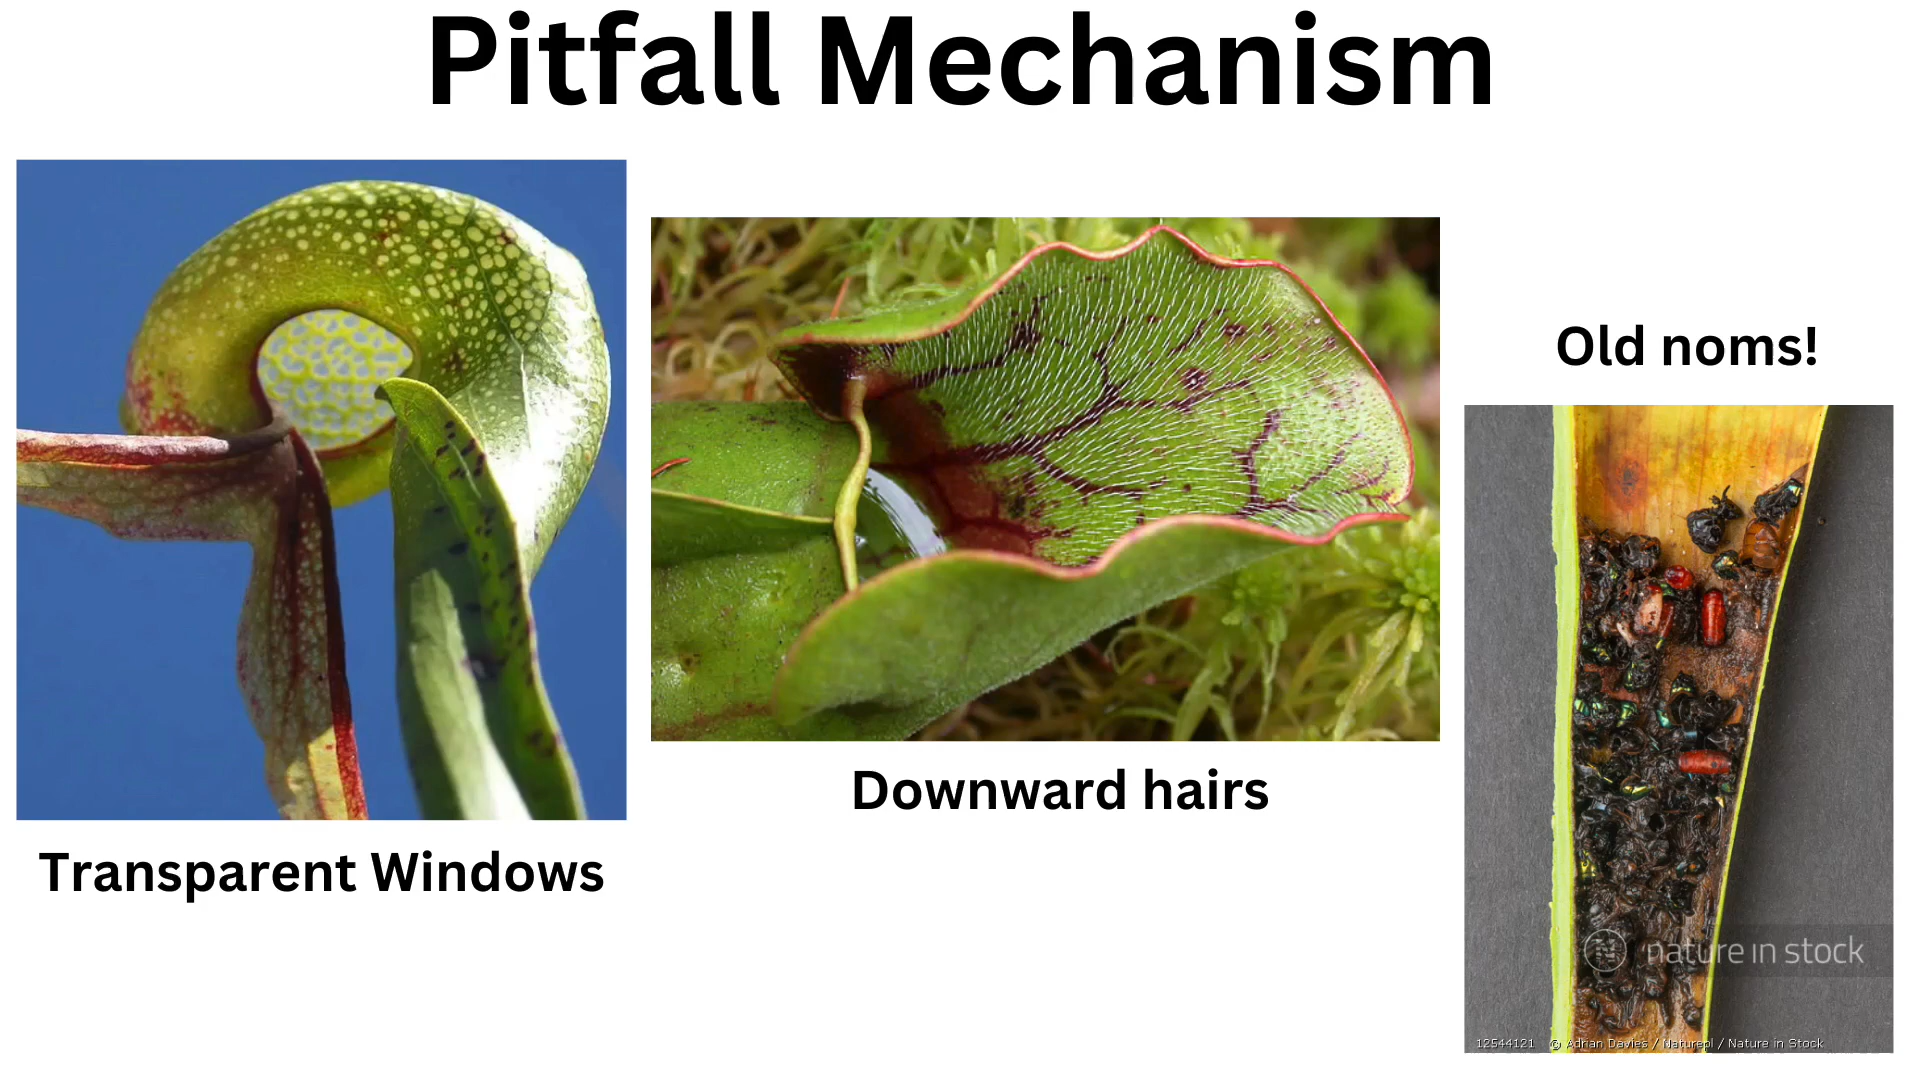 Pitfall Mechanism
Old noms!
Downward hairs
Transparent Windows
N nature in stock
12544121 © Adrian Davies / Naturepl / Nature in Stock